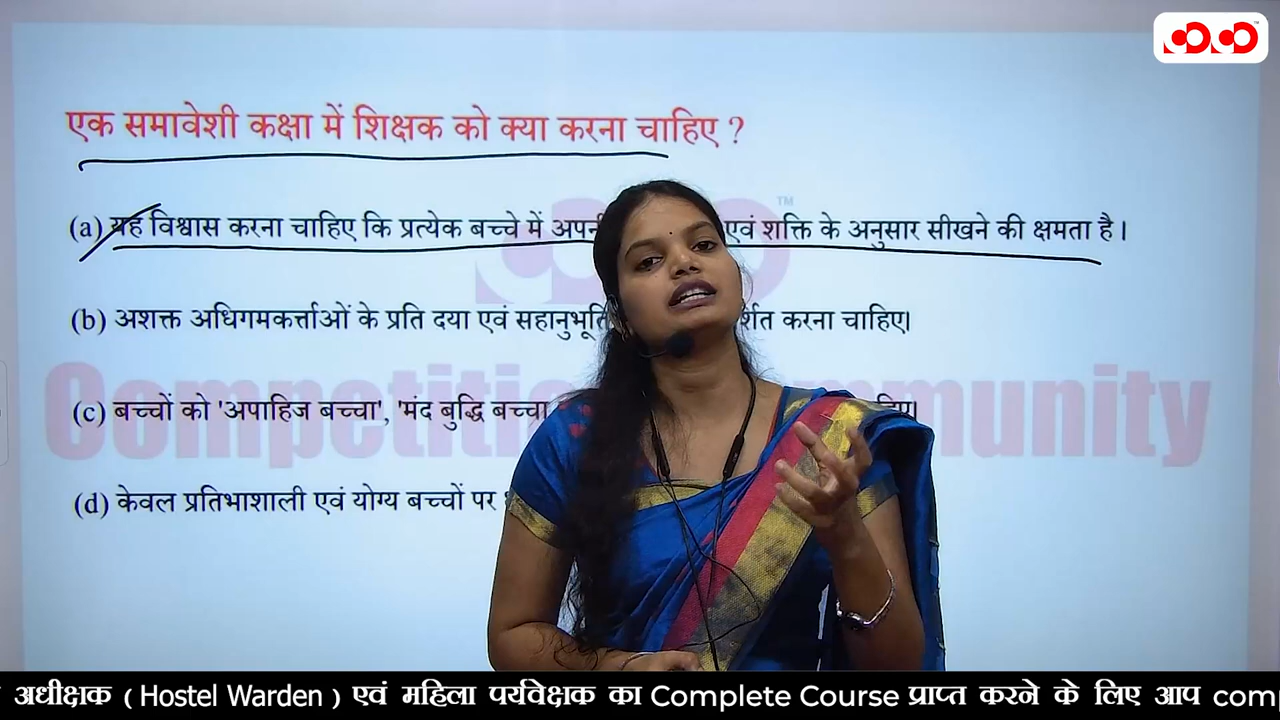 एक समावेशी कक्षा में शिक्षक को क्या करना चाहिए ?
(a) यह विश्वास करना चाहिए कि प्रत्येक बच्चे में अपनी एवं शक्ति के अनुसार सीखने की क्षमता है ।
(b) अशक्त अधिगमकर्त्ताओं के प्रति दया एवं सहानुभूति करना चाहिए।
(c) बच्चों को 'अपाहिज बच्चा', 'मंद बुद्धि बच्चा
(d) केवल प्रतिभाशाली एवं योग्य बच्चों पर
अधीक्षक ( Hostel Warden ) एवं महिला पर्यवेक्षक का Complete Course प्राप्त करने के लिए आप